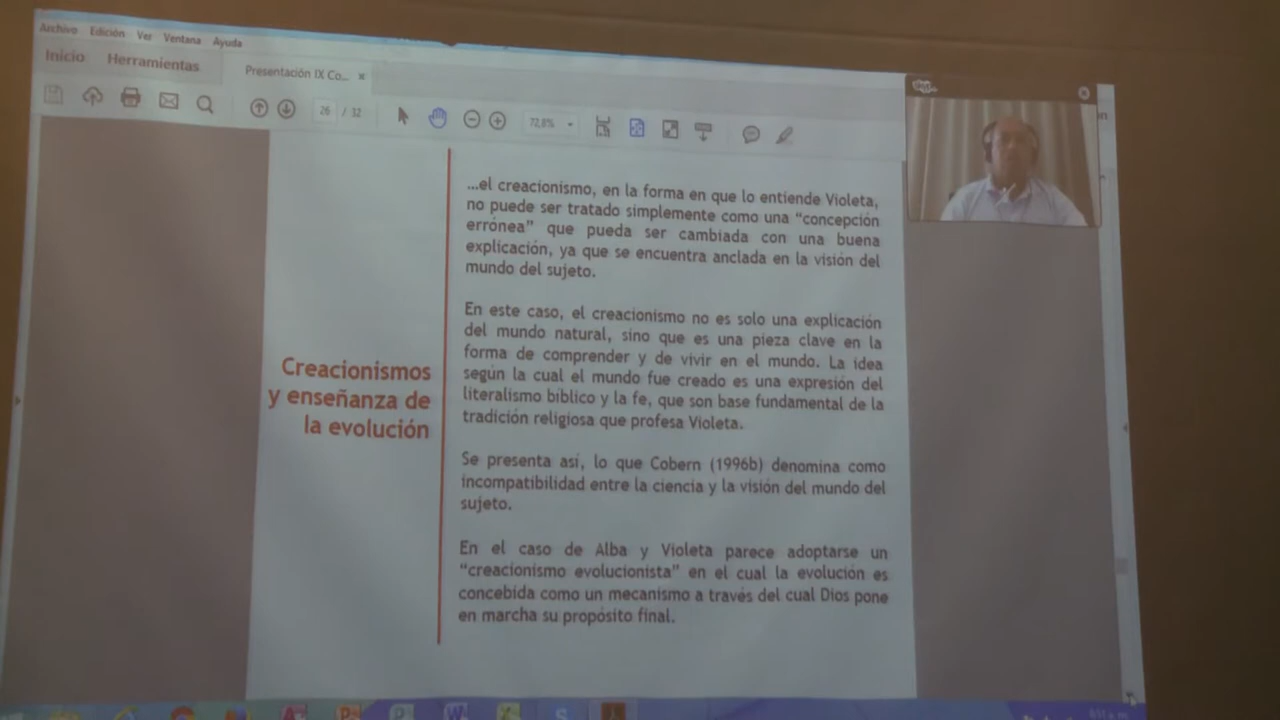 Archivo Edición Ver Ventana Ayuda
Inicio Herramientas
Presentación IX Co... ×
26 / 32
72,8%
Creacionismos
y enseñanza de
la evolución
...el creacionismo, en la forma en que lo entiende Violeta,
no puede ser tratado simplemente como una “concepción
errónea” que pueda ser cambiada con una buena
explicación, ya que se encuentra anclada en la visión del
mundo del sujeto.
En este caso, el creacionismo no es solo una explicación
del mundo natural, sino que es una pieza clave en la
forma de comprender y de vivir en el mundo. La idea
según la cual el mundo fue creado es una expresión del
literalismo bíblico y la fe, que son base fundamental de la
tradición religiosa que profesa Violeta.
Se presenta así, lo que Cobern (1996b) denomina como
incompatibilidad entre la ciencia y la visión del mundo del
sujeto.
En el caso de Alba y Violeta parece adoptarse un
“creacionismo evolucionista” en el cual la evolución es
concebida como un mecanismo a través del cual Dios pone
en marcha su propósito final.